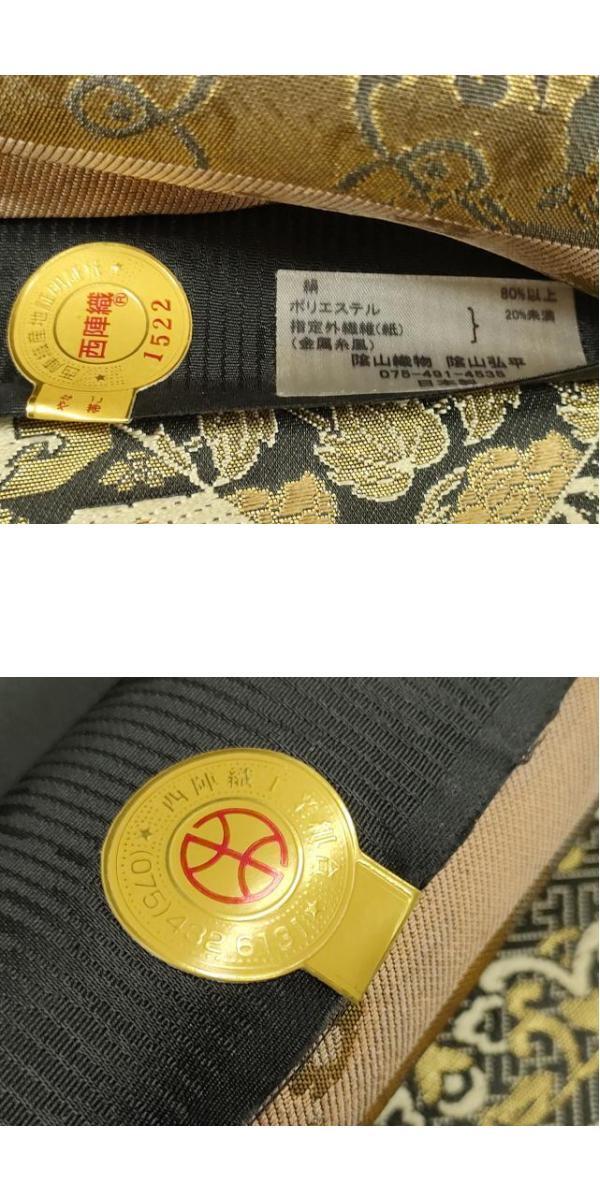 西陣織Ⓡ
1522
絹 80%以上
ポリエステル 20%未満
指定外繊維(紙)
(金属糸風)
陰山織物 陰山弘平
075-491-4535
日本製
西陣織工業組合
(075)432 6131